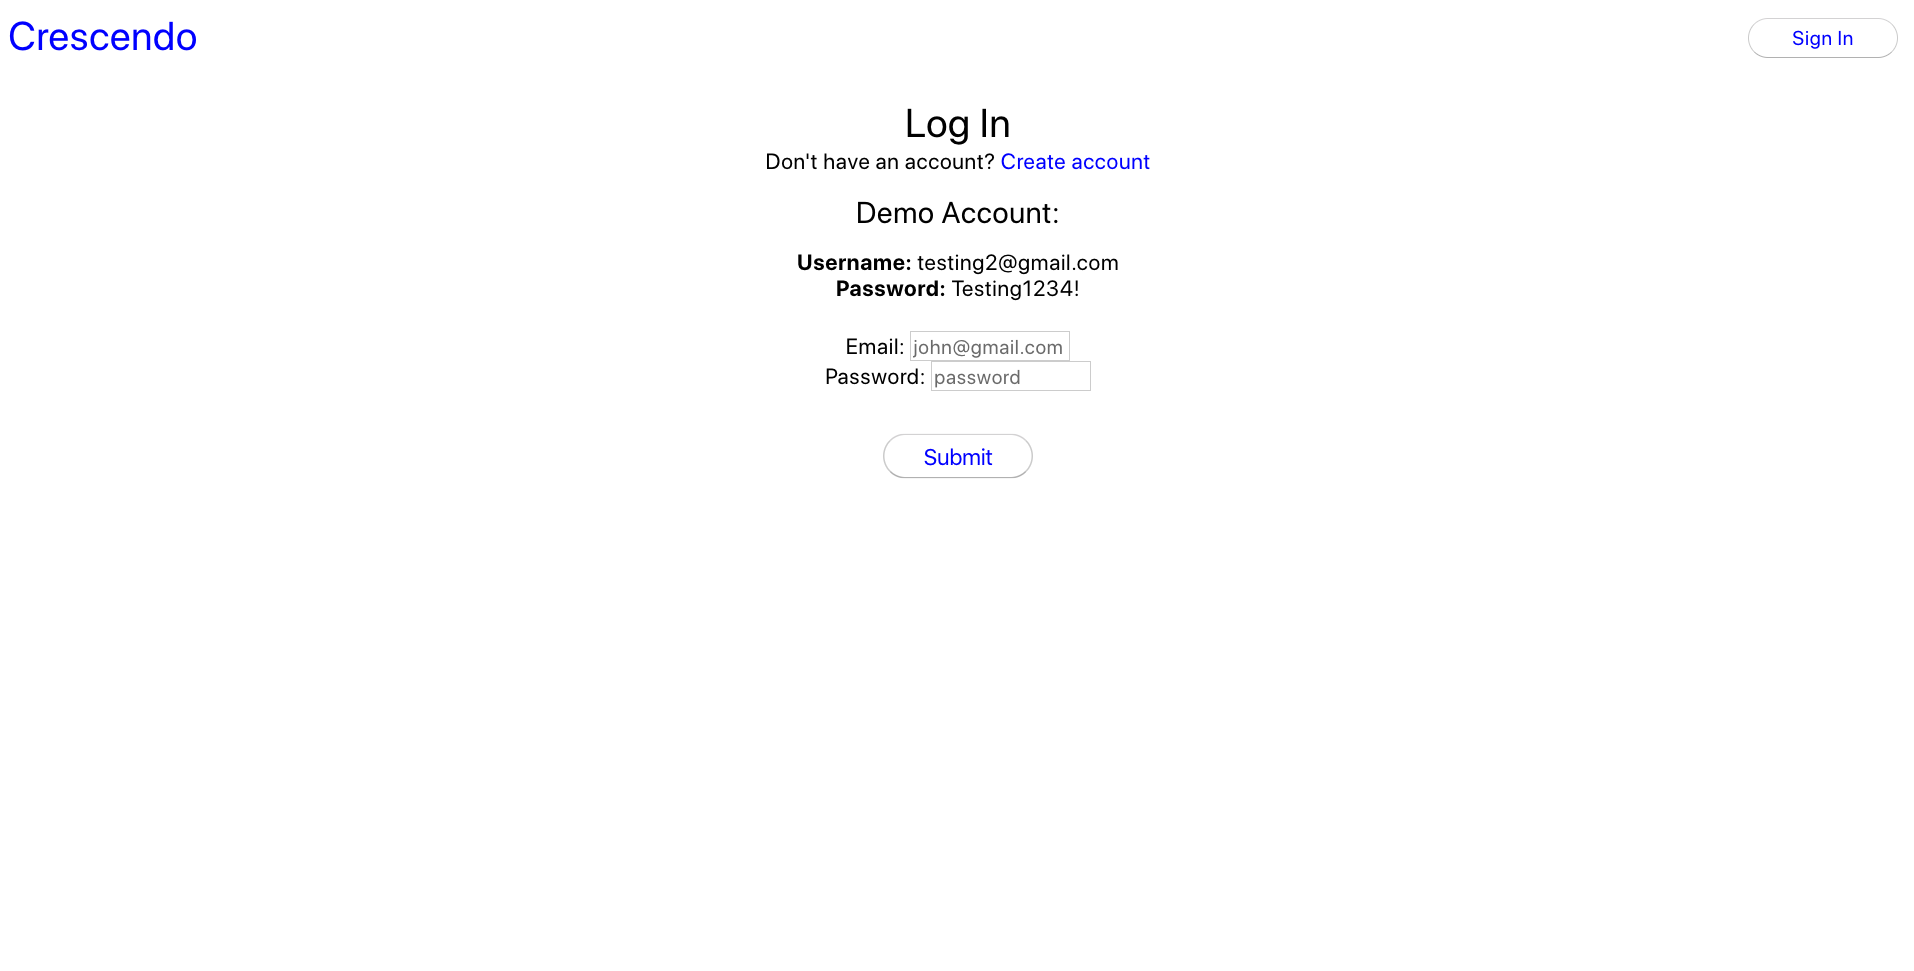 Crescendo
Sign In
Log In
Don't have an account? Create account
Demo Account:
Username: testing2@gmail.com
Password: Testing1234!
Email: john@gmail.com
Password: password
Submit